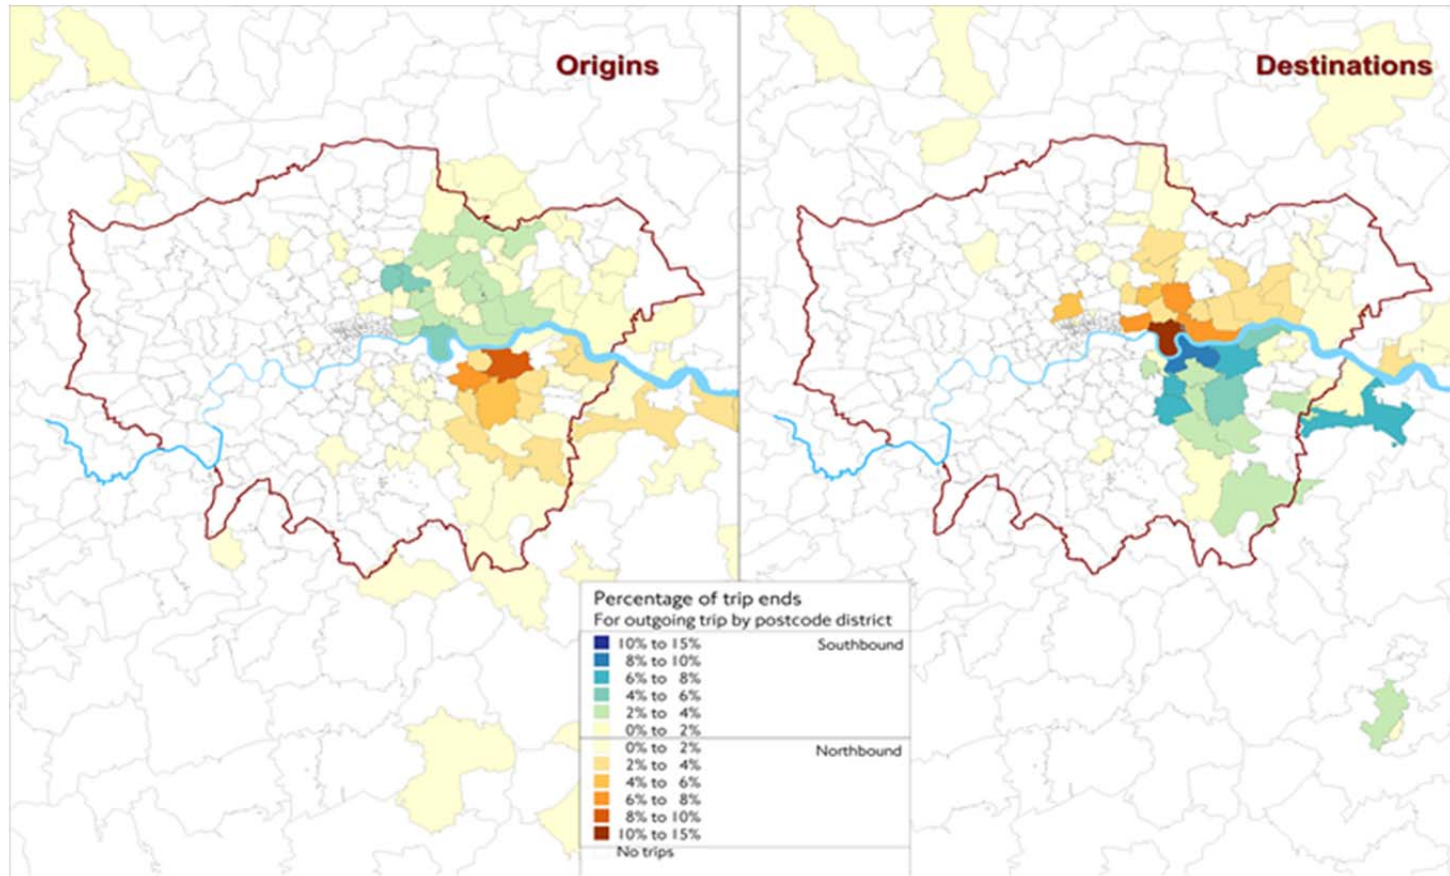 Origins
Destinations
Percentage of trip ends
For outgoing trip by postcode district
10% to 15% Southbound
8% to 10%
6% to 8%
4% to 6%
2% to 4%
0% to 2%
0% to 2% Northbound
2% to 4%
4% to 6%
6% to 8%
8% to 10%
10% to 15%
No trips